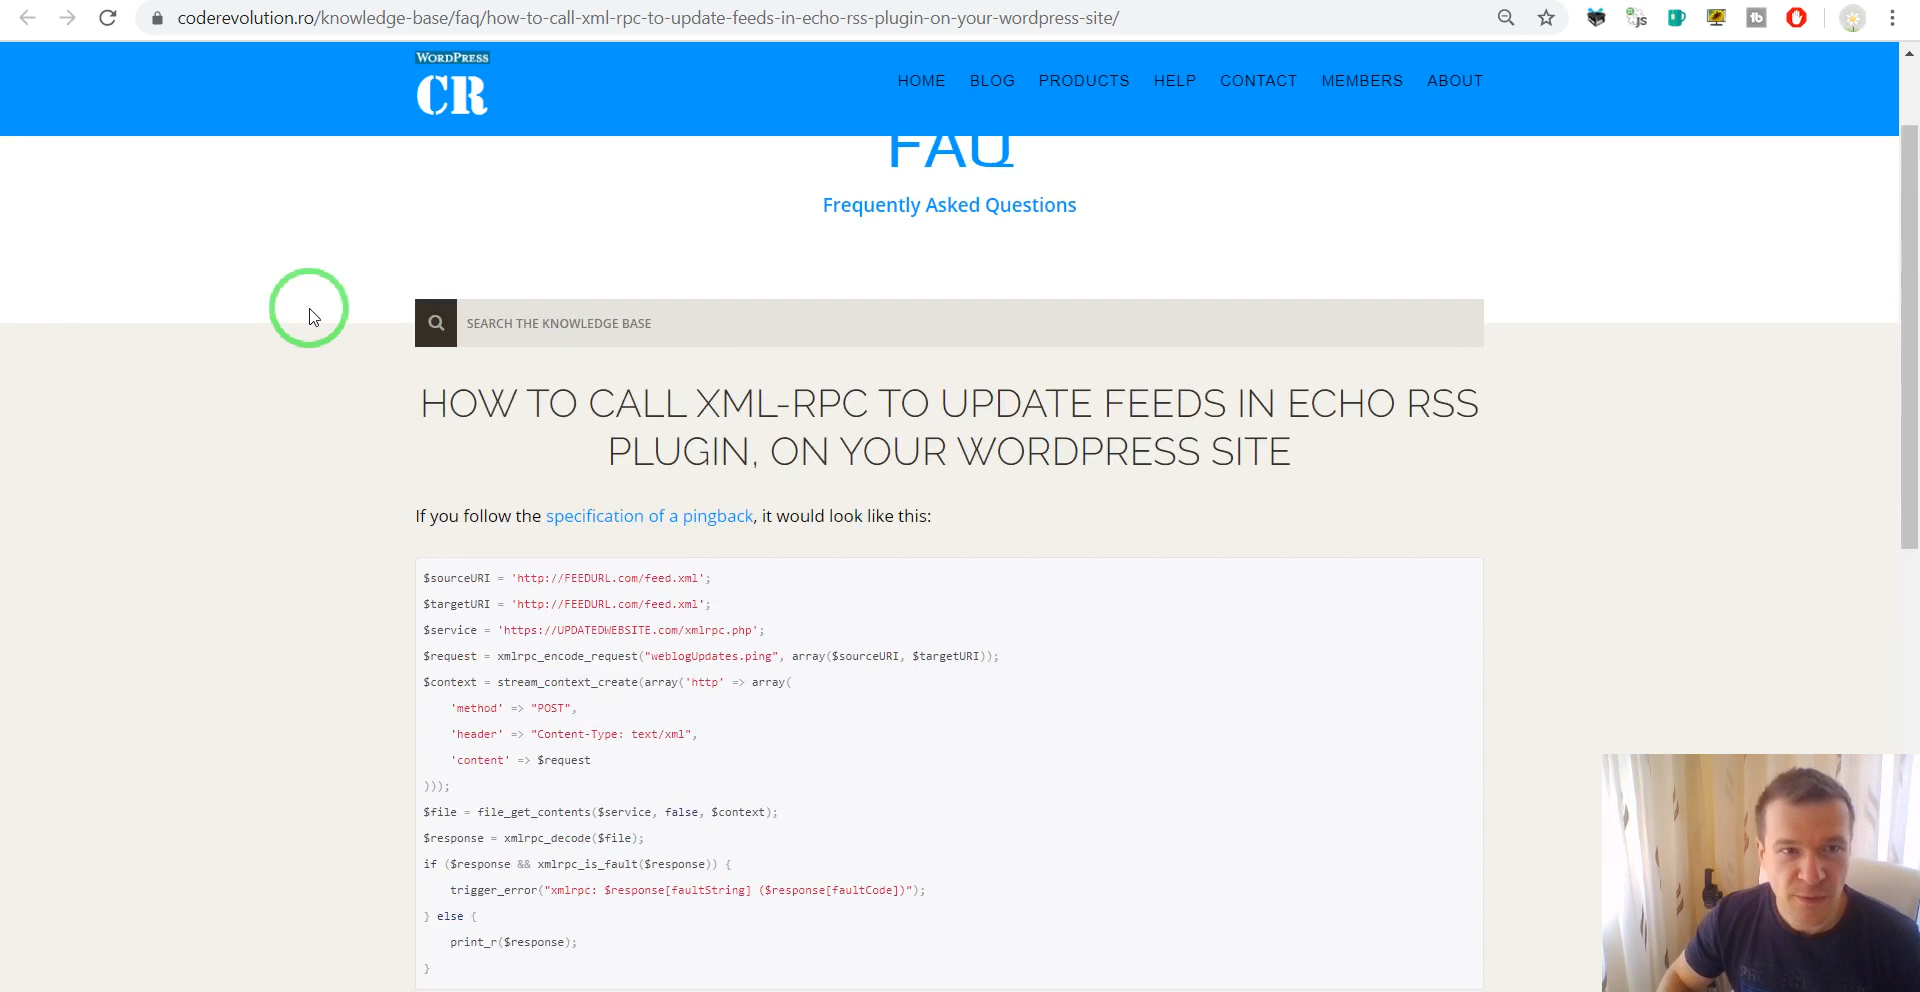 coderevolution.ro/knowledge-base/faq/how-to-call-xml-rpc-to-update-feeds-in-echo-rss-plugin-on-your-wordpress-site/
WORDPRESS
CR
HOME BLOG PRODUCTS HELP CONTACT MEMBERS ABOUT
FAQ
Frequently Asked Questions
SEARCH THE KNOWLEDGE BASE
HOW TO CALL XML-RPC TO UPDATE FEEDS IN ECHO RSS
PLUGIN, ON YOUR WORDPRESS SITE
If you follow the specification of a pingback, it would look like this:
$sourceURI = 'http://FEEDURL.com/feed.xml';
$targetURI = 'http://FEEDURL.com/feed.xml';
$service = 'https://UPDATEDWEBSITE.com/xmlrpc.php';
$request = xmlrpc_encode_request("weblogUpdates.ping", array($sourceURI, $targetURI));
$context = stream_context_create(array('http' => array(
'method' => "POST",
'header' => "Content-Type: text/xml",
'content' => $request
)));
$file = file_get_contents($service, false, $context);
$response = xmlrpc_decode($file);
if ($response && xmlrpc_is_fault($response)) {
trigger_error("xmlrpc: $response[faultString] ($response[faultCode])");
} else {
print_r($response);
}